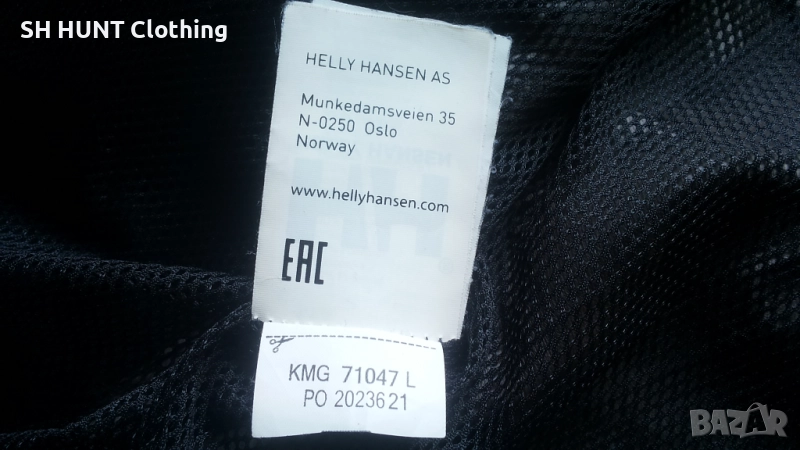 SH HUNT Clothing
HELLY HANSEN AS
Munkedamsveien 35
N-0250 Oslo
Norway
www.hellyhansen.com
EAC
KMG 71047 L
PO 2023621
BAZAR